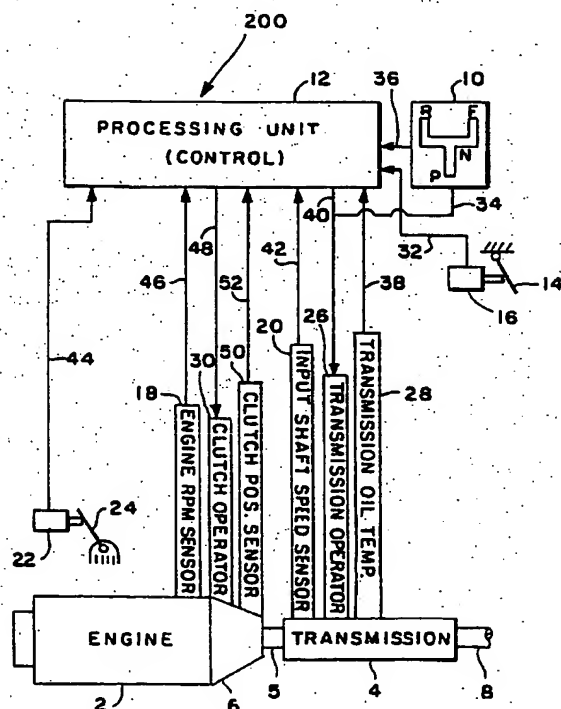 200
12
10
PROCESSING UNIT
(CONTROL)
36
R
F
N
P
34
40
32
48
42
46
52
38
14
16
26
20
50
30
18
28
44
24
22
ENGINE RPM SENSOR
CLUTCH OPERATOR
CLUTCH POS. SENSOR
INPUT SHAFT SPEED SENSOR
TRANSMISSION OPERATOR
TRANSMISSION OIL TEMP.
ENGINE
TRANSMISSION
2
6
5
4
8